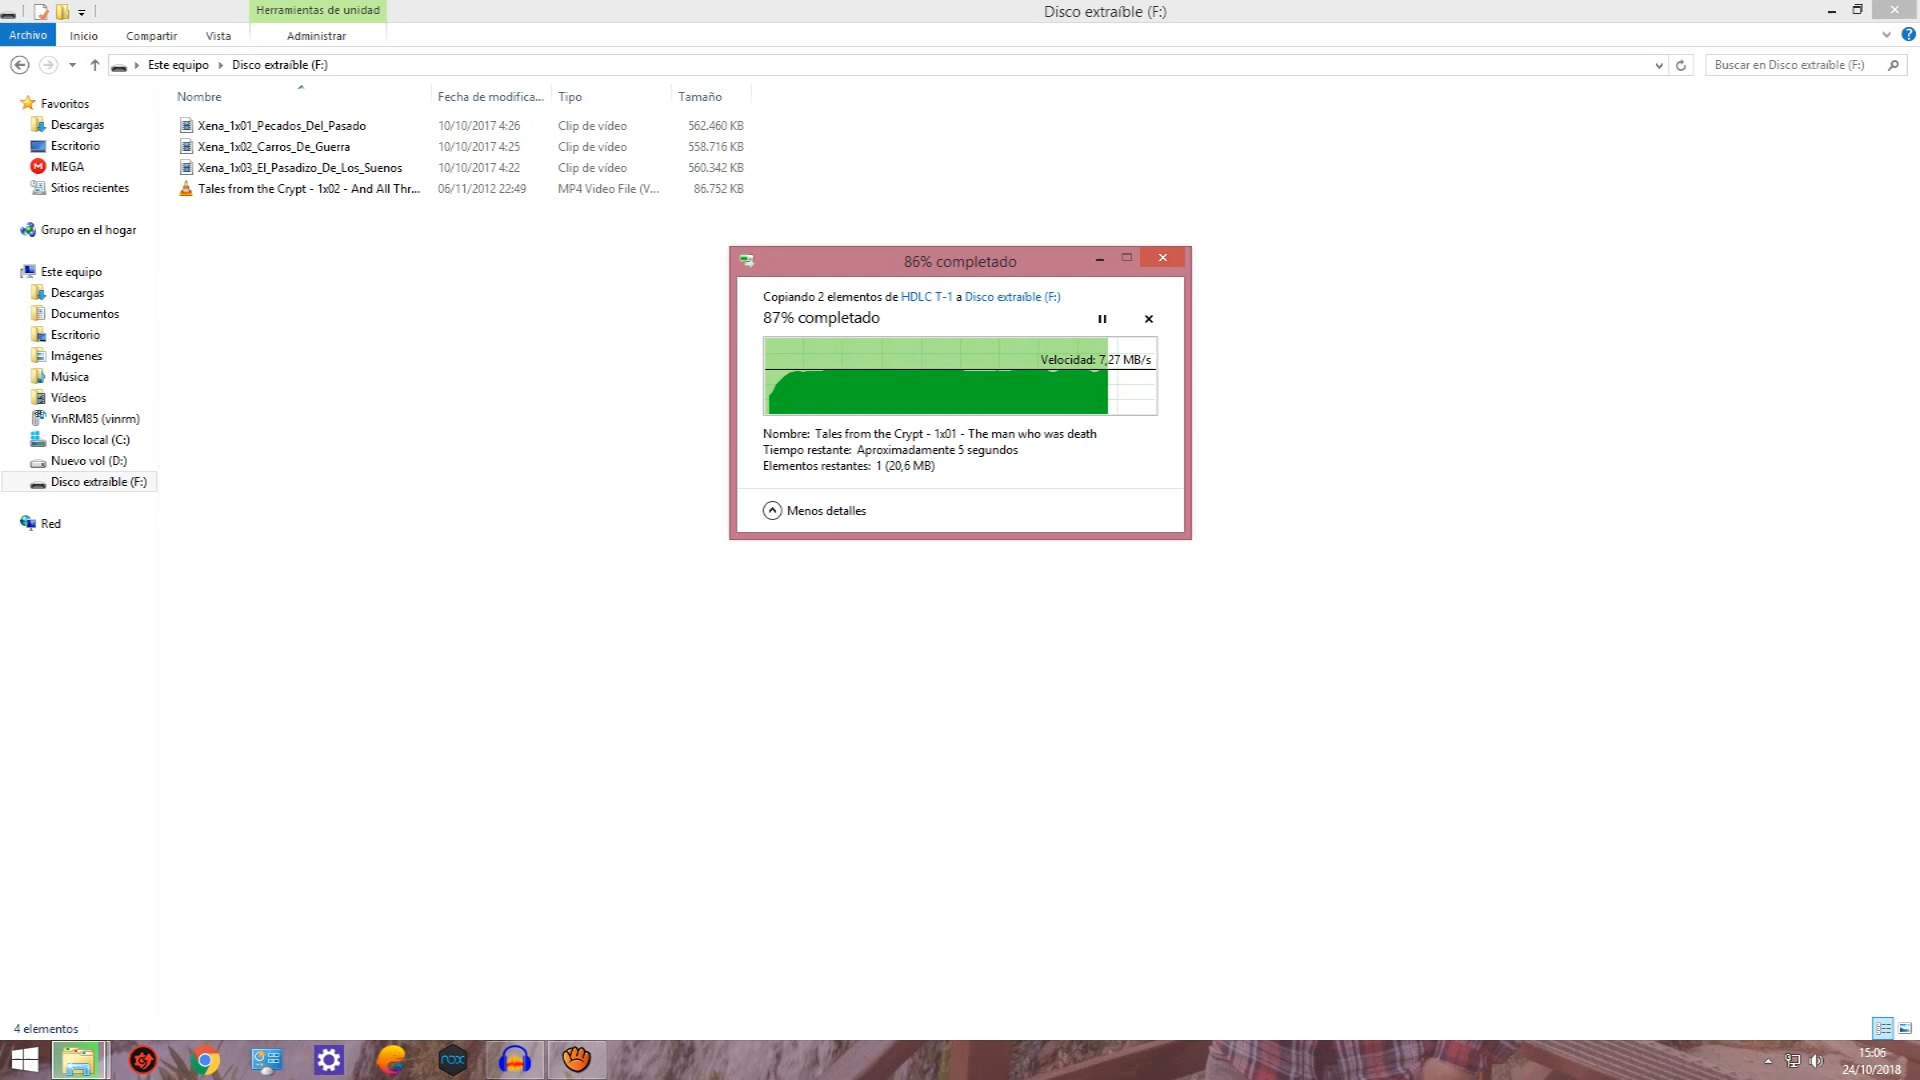 Herramientas de unidad
Disco extraíble (F:)
Archivo Inicio Compartir Vista Administrar
Este equipo Disco extraíble (F:)
Buscar en Disco extraíble (F:)
Nombre Fecha de modifica... Tipo Tamaño
Xena_1x01_Pecados_Del_Pasado 10/10/2017 4:26 Clip de vídeo 562.460 KB
Xena_1x02_Carros_De_Guerra 10/10/2017 4:25 Clip de vídeo 558.716 KB
Xena_1x03_El_Pasadizo_De_Los_Suenos 10/10/2017 4:22 Clip de vídeo 560.342 KB
Tales from the Crypt - 1x02 - And All Thr... 06/11/2012 22:49 MP4 Video File (V... 86.752 KB
Favoritos
Descargas
Escritorio
MEGA
Sitios recientes
Grupo en el hogar
Este equipo
Descargas
Documentos
Escritorio
Imágenes
Música
Vídeos
VinRM85 (vinrm)
Disco local (C:)
Nuevo vol (D:)
Disco extraíble (F:)
Red
86% completado
Copiando 2 elementos de HDLC T-1 a Disco extraíble (F:)
87% completado
Velocidad: 7,27 MB/s
Nombre: Tales from the Crypt - 1x01 - The man who was death
Tiempo restante: Aproximadamente 5 segundos
Elementos restantes: 1 (20,6 MB)
Menos detalles
4 elementos
nox
15:06
24/10/2018